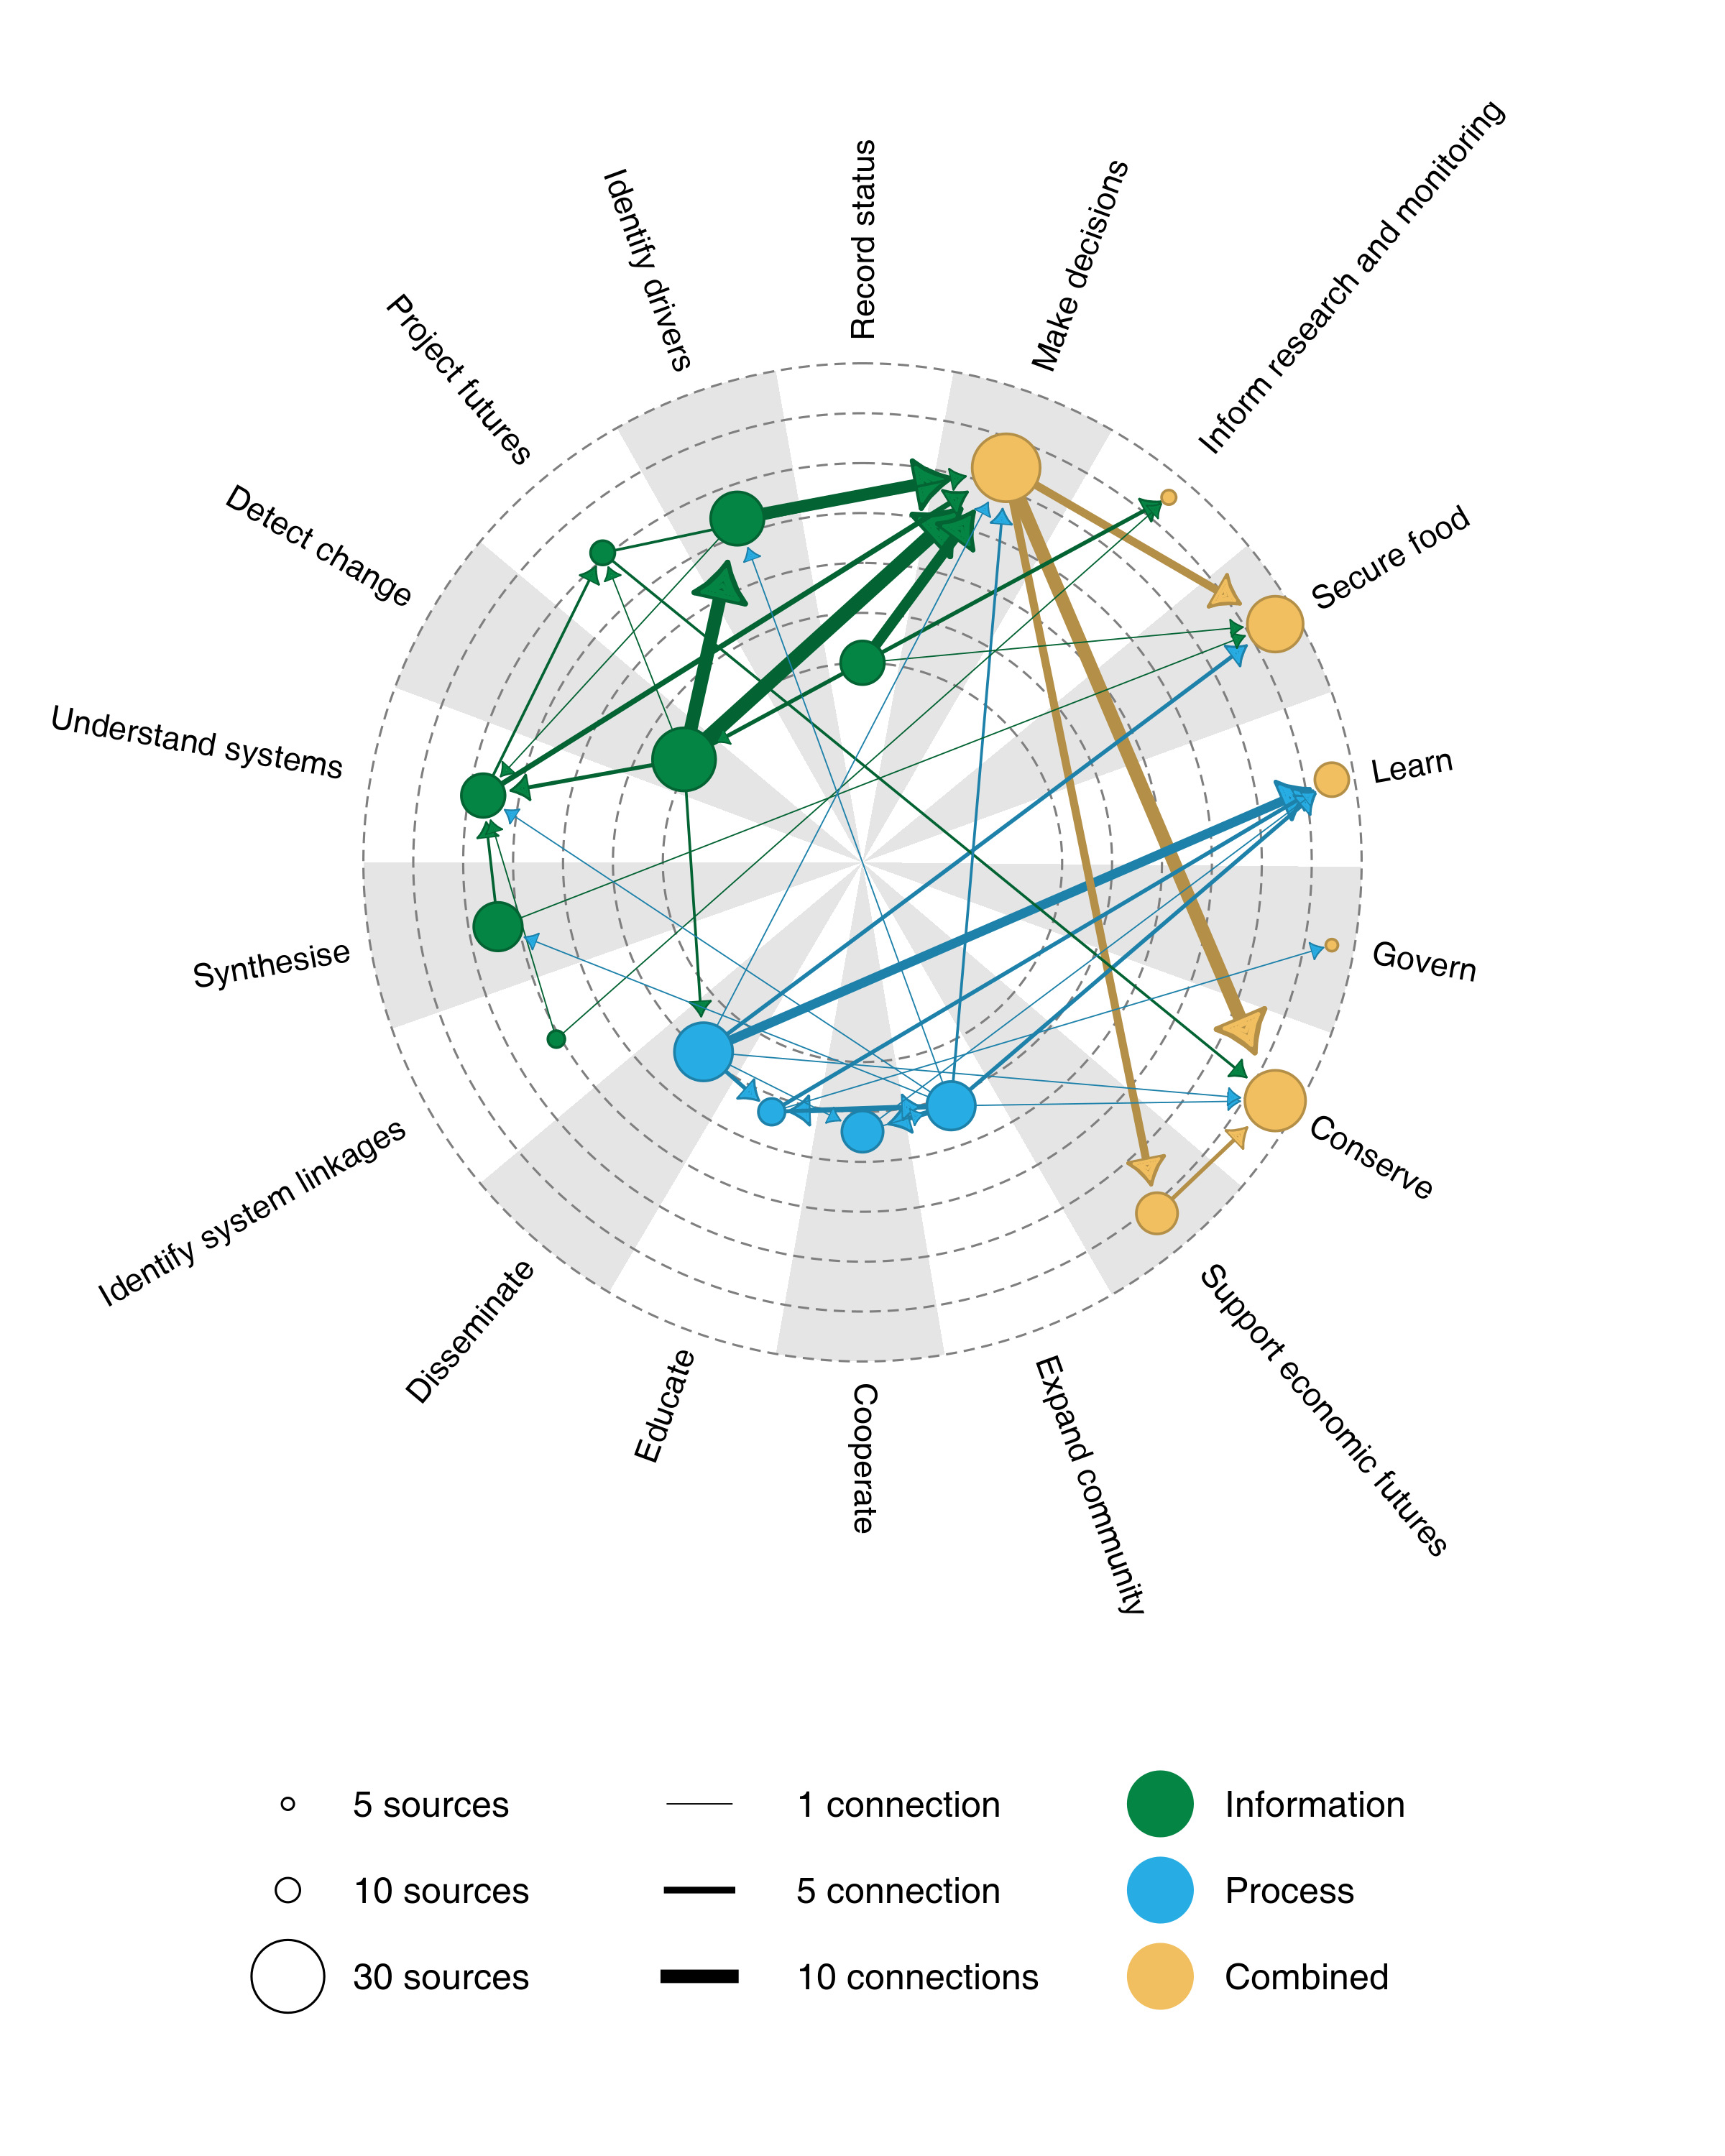 Record status
Make decisions
Inform research and monitoring
Secure food
Learn
Govern
Conserve
Support economic futures
Expand community
Cooperate
Educate
Disseminate
Identify system linkages
Synthesise
Understand systems
Detect change
Project futures
Identify drivers
5 sources
1 connection
Information
10 sources
5 connection
Process
30 sources
10 connections
Combined